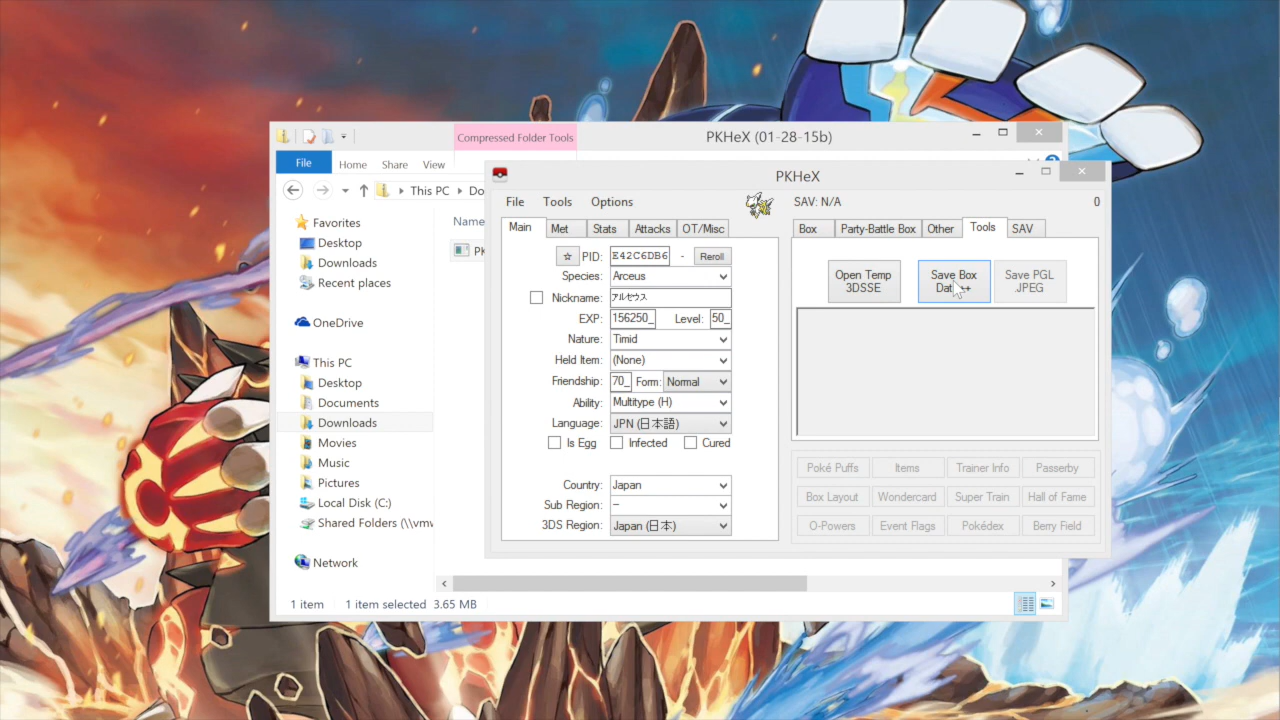 Compressed Folder Tools
PKHeX (01-28-15b)
File
Home
Share
View
This PC
Do
Name
PK
Favorites
Desktop
Downloads
Recent places
OneDrive
This PC
Desktop
Documents
Downloads
Movies
Music
Pictures
Local Disk (C:)
Shared Folders (\\vmw
Network
1 item 1 item selected 3.65 MB
PKHeX
File Tools Options
SAV: N/A 0
Main Met Stats Attacks OT/Misc
PID: E42C6DB6 - Reroll
Species: Arceus
Nickname: アルセウス
EXP: 156250_ Level: 50_
Nature: Timid
Held Item: (None)
Friendship: 70_ Form: Normal
Ability: Multitype (H)
Language: JPN (日本語)
Is Egg Infected Cured
Country: Japan
Sub Region: —
3DS Region: Japan (日本)
Box Party-Battle Box Other Tools SAV
Open Temp
3DSSE
Save Box
Save PGL
.JPEG
Poké Puffs Items Trainer Info Passerby
Box Layout Wondercard Super Train Hall of Fame
O-Powers Event Flags Pokédex Berry Field